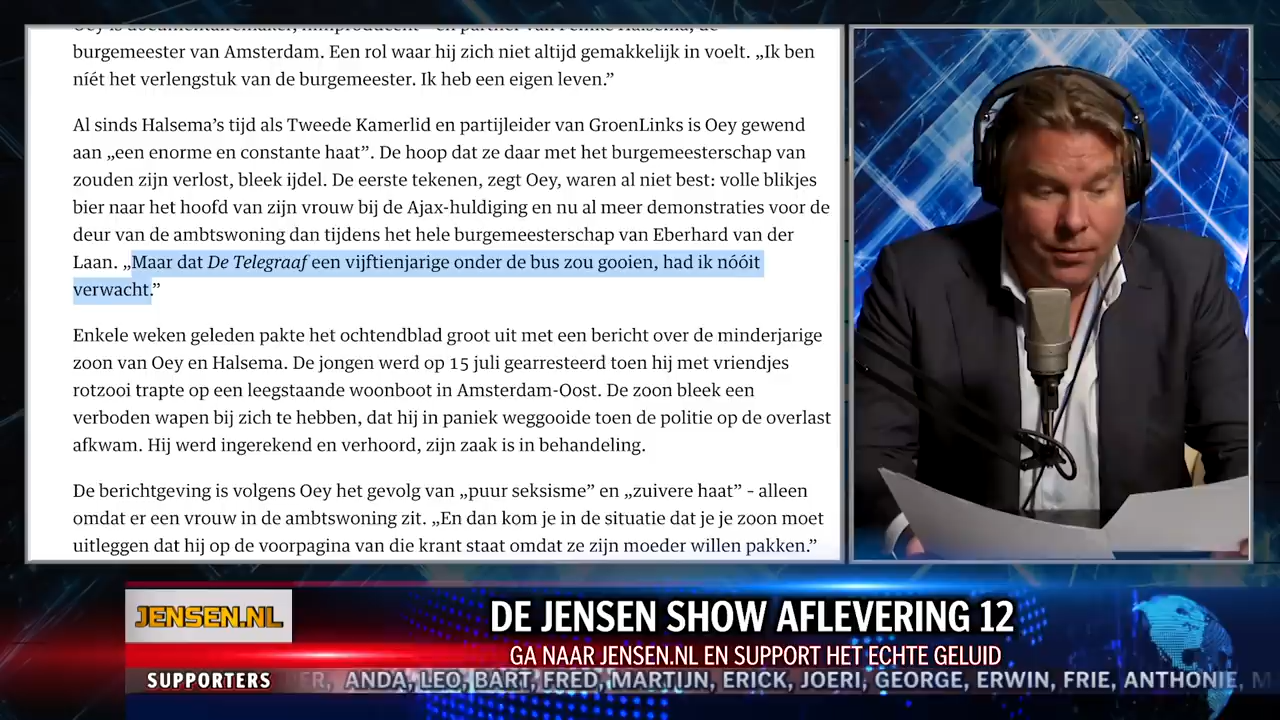 Oey is documentairemaker, filmproducent – en partner van Femke Halsema, de
burgemeester van Amsterdam. Een rol waar hij zich niet altijd gemakkelijk in voelt. „Ik ben
níét het verlengstuk van de burgemeester. Ik heb een eigen leven.”
Al sinds Halsema’s tijd als Tweede Kamerlid en partijleider van GroenLinks is Oey gewend
aan „een enorme en constante haat”. De hoop dat ze daar met het burgemeesterschap van
zouden zijn verlost, bleek ijdel. De eerste tekenen, zegt Oey, waren al niet best: volle blikjes
bier naar het hoofd van zijn vrouw bij de Ajax-huldiging en nu al meer demonstraties voor de
deur van de ambtswoning dan tijdens het hele burgemeesterschap van Eberhard van der
Laan. „Maar dat De Telegraaf een vijftienjarige onder de bus zou gooien, had ik nóóit
verwacht.”
Enkele weken geleden pakte het ochtendblad groot uit met een bericht over de minderjarige
zoon van Oey en Halsema. De jongen werd op 15 juli gearresteerd toen hij met vriendjes
rotzooi trapte op een leegstaande woonboot in Amsterdam-Oost. De zoon bleek een
verboden wapen bij zich te hebben, dat hij in paniek weggooide toen de politie op de overlast
afkwam. Hij werd ingerekend en verhoord, zijn zaak is in behandeling.
De berichtgeving is volgens Oey het gevolg van „puur seksisme” en „zuivere haat” – alleen
omdat er een vrouw in de ambtswoning zit. „En dan kom je in de situatie dat je je zoon moet
uitleggen dat hij op de voorpagina van die krant staat omdat ze zijn moeder willen pakken.”
JENSEN.NL
DE JENSEN SHOW AFLEVERING 12
GA NAAR JENSEN.NL EN SUPPORT HET ECHTE GELUID
SUPPORTERS ANDA, LEO, BART, FRED, MARTIJN, ERICK, JOERI, GEORGE, ERWIN, FRIE, ANTHONIE,